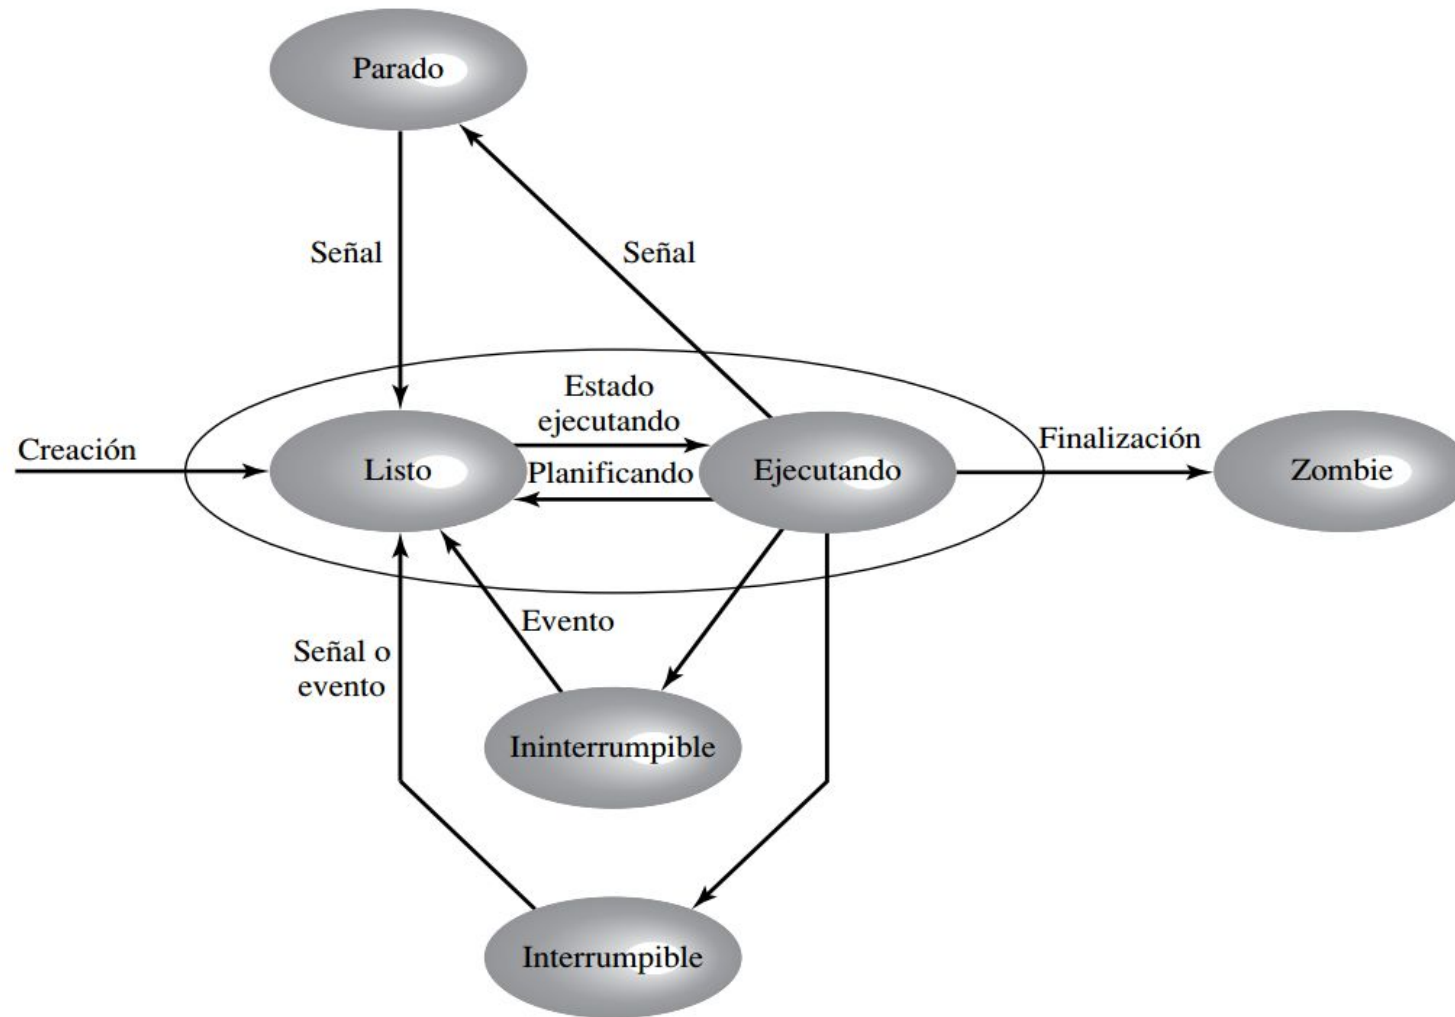 Parado
Señal
Señal
Estado
ejecutando
Creación
Listo
Planificando
Ejecutando
Finalización
Zombie
Evento
Señal o
evento
Ininterrumpible
Interrumpible